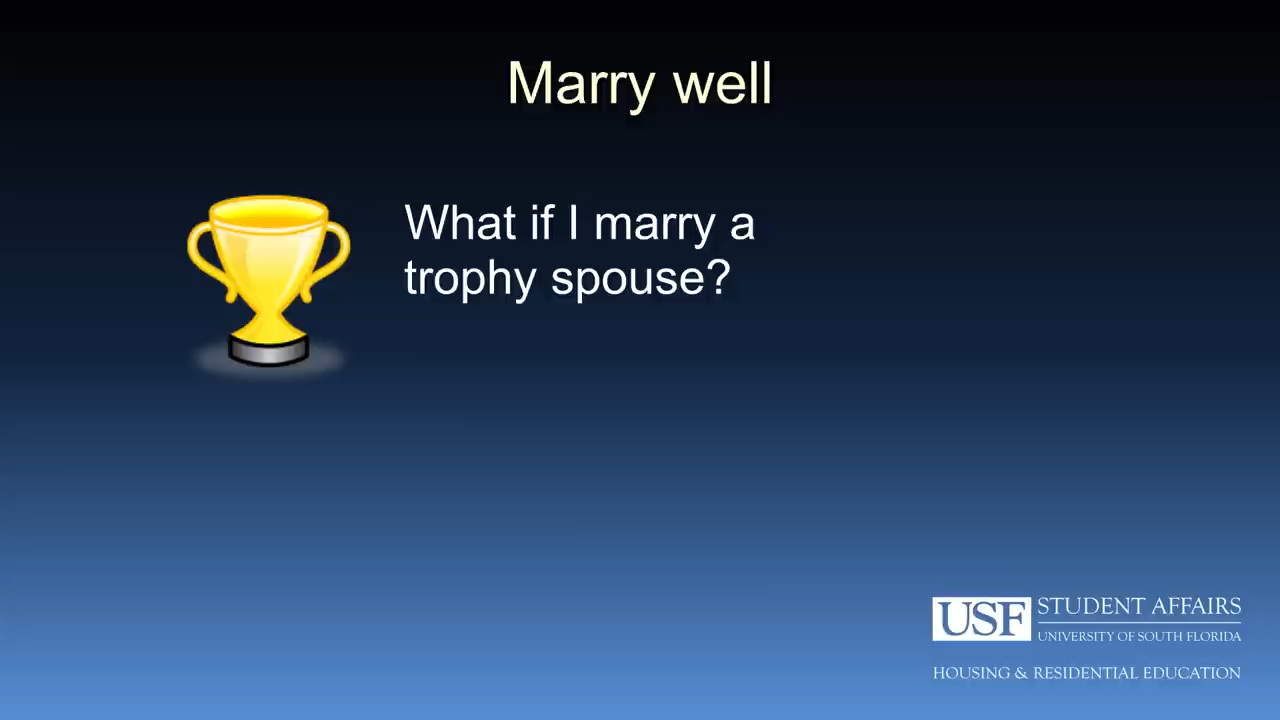 Marry well
What if I marry a
trophy spouse?
USF STUDENT AFFAIRS
UNIVERSITY OF SOUTH FLORIDA
HOUSING & RESIDENTIAL EDUCATION